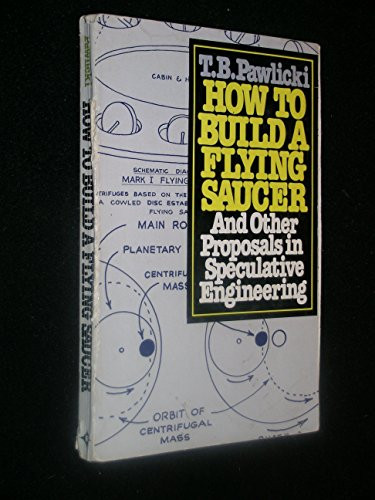 T.B.Pawlicki
HOW TO
BUILD A
FLYING
SAUCER
And Other
Proposals in
Speculative
Engineering
CABIN & H
SCHEMATIC DIA
MARK I FLYING
TRIFUGES BASED ON THE
A COWLED DISC ESTAB
FLYING SA
MAIN RO
PLANETARY
CENTRIFUGAL
MASS
ORBIT OF
CENTRIFUGAL
MASS
PAWLICKI
HOW TO BUILD A FLYING SAUCER